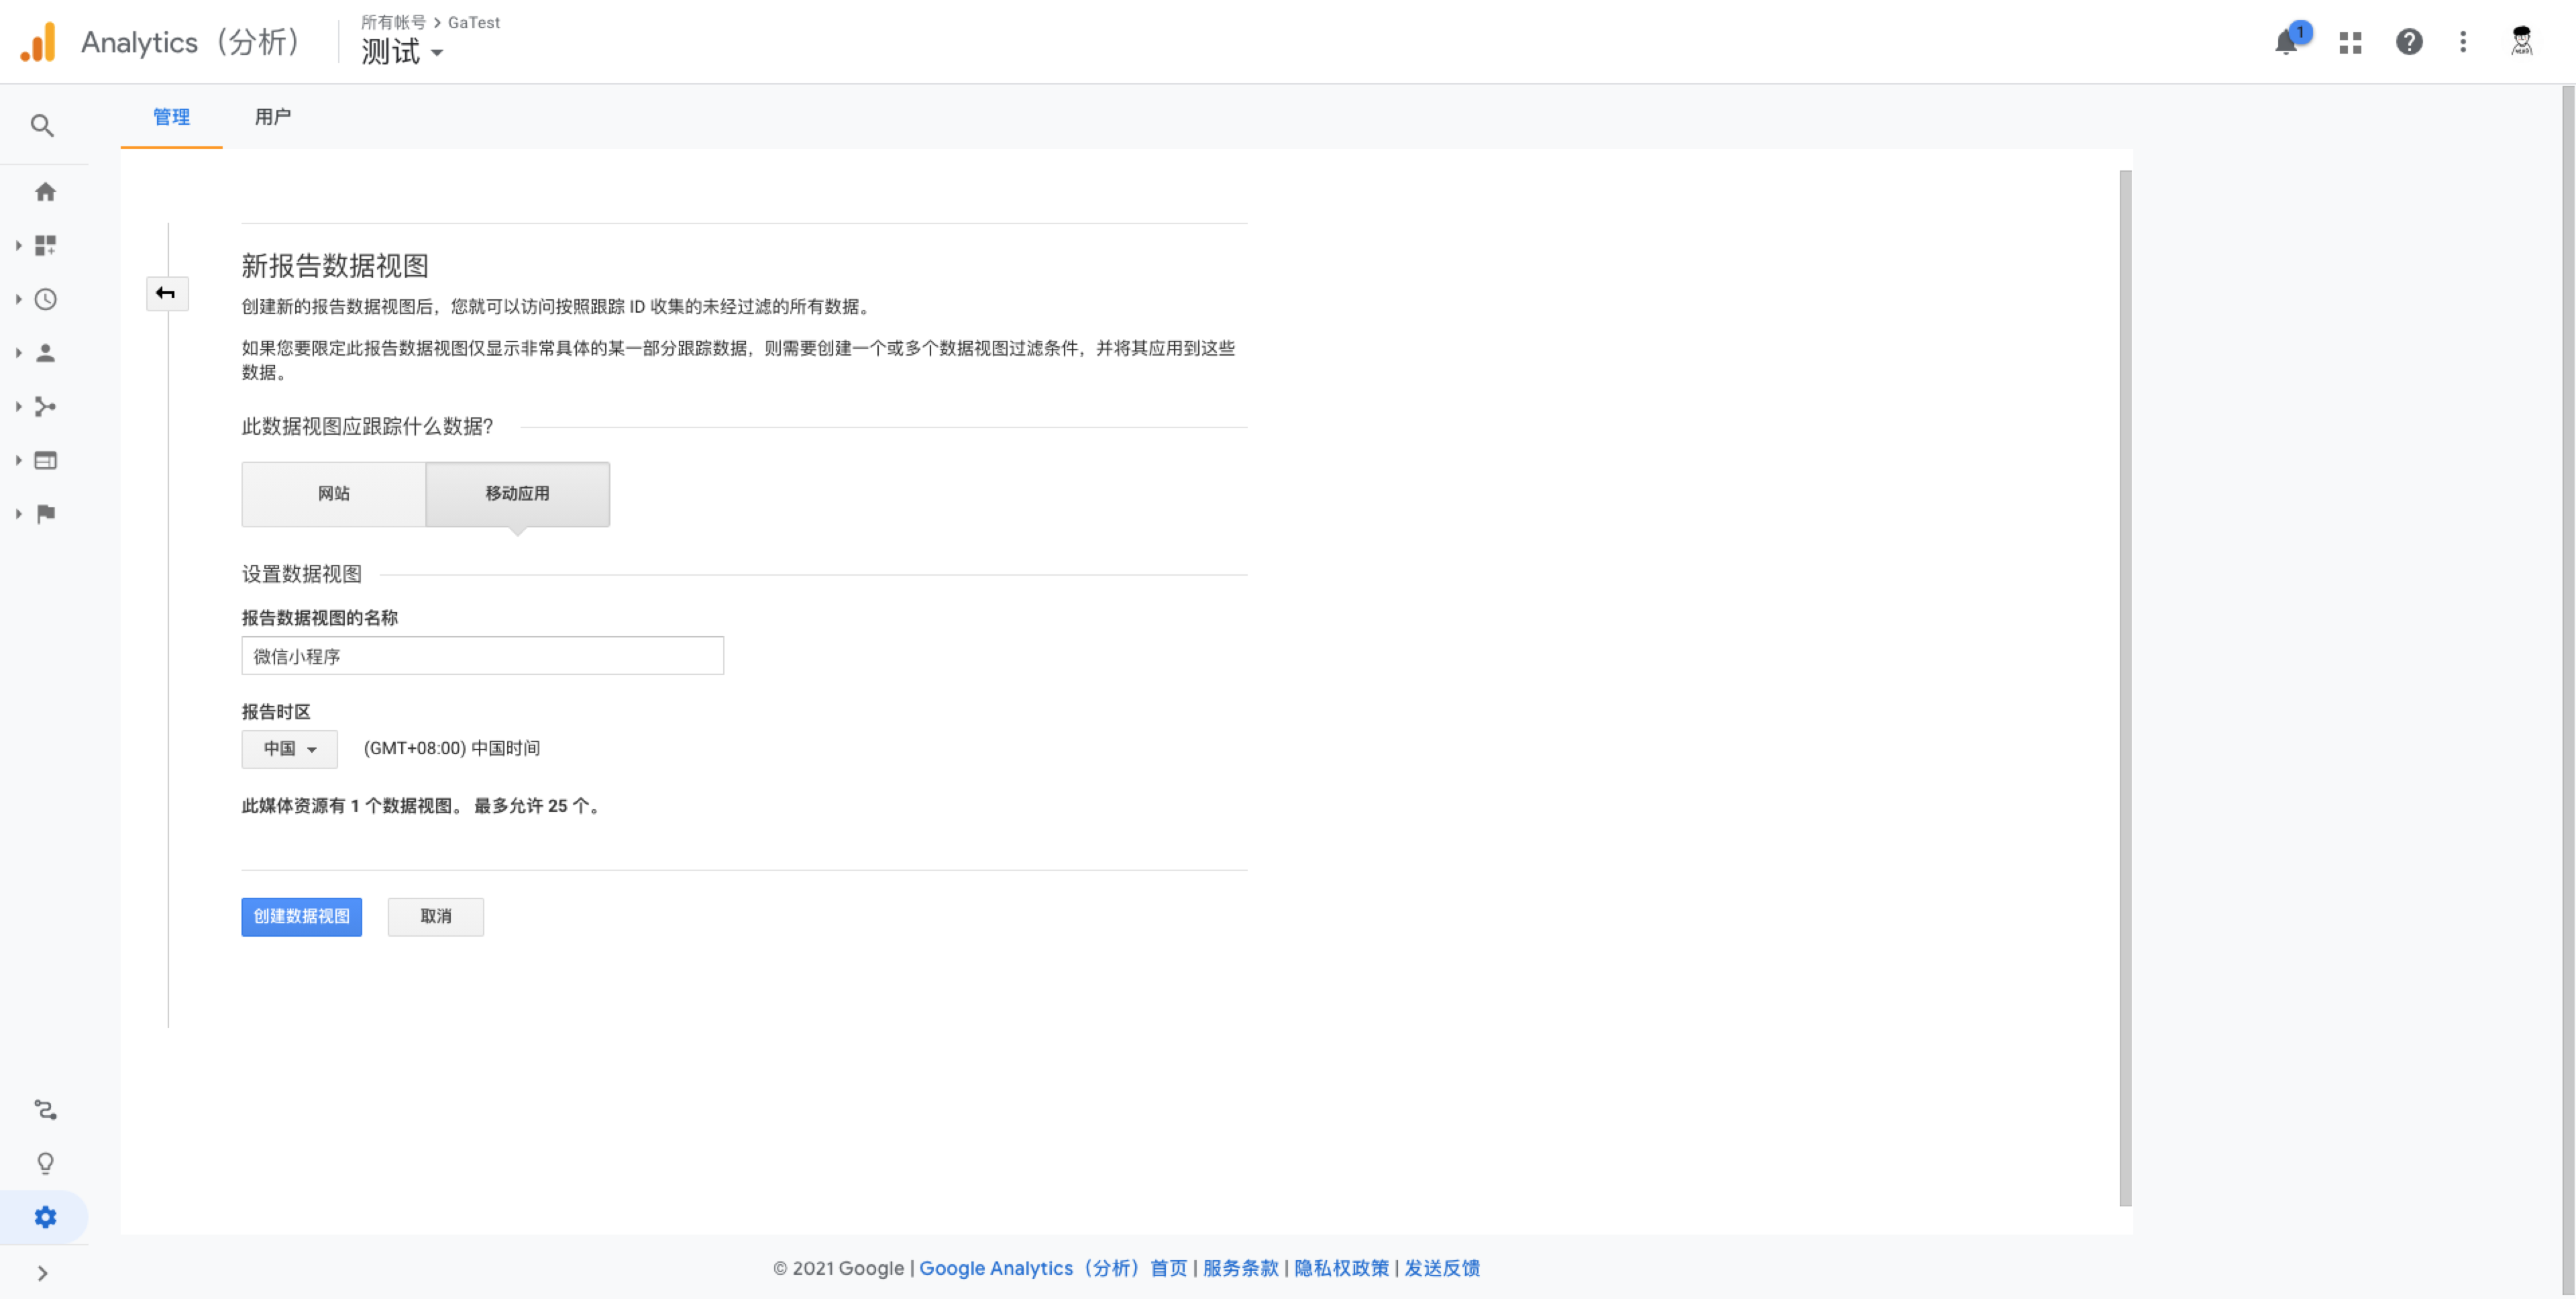 Analytics（分析）
所有帐号 > GaTest
测试
1
管理
用户
新报告数据视图
创建新的报告数据视图后，您就可以访问按照跟踪 ID 收集的未经过滤的所有数据。
如果您要限定此报告数据视图仅显示非常具体的某一部分跟踪数据，则需要创建一个或多个数据视图过滤条件，并将其应用到这些
数据。
此数据视图应跟踪什么数据?
网站
移动应用
设置数据视图
报告数据视图的名称
微信小程序
报告时区
中国
(GMT+08:00) 中国时间
此媒体资源有 1 个数据视图。 最多允许 25 个。
创建数据视图
取消
© 2021 Google | Google Analytics（分析）首页 | 服务条款 | 隐私权政策 | 发送反馈